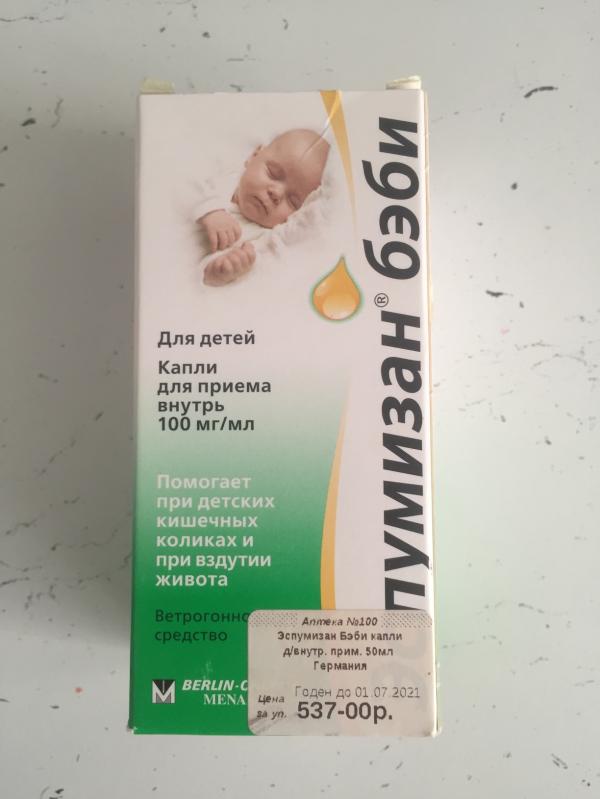 Эспумизан® бэби
Для детей
Капли
для приема
внутрь
100 мг/мл
Помогает
при детских
кишечных
коликах и
при вздутии
живота
Ветрогонно
средство
BERLIN-C
MENA
Аптека №100
Эспумизан Бэби капли
д/внутр. прим. 50мл
Германия
Годен до 01.07.2021
Цена
за уп.
537-00р.